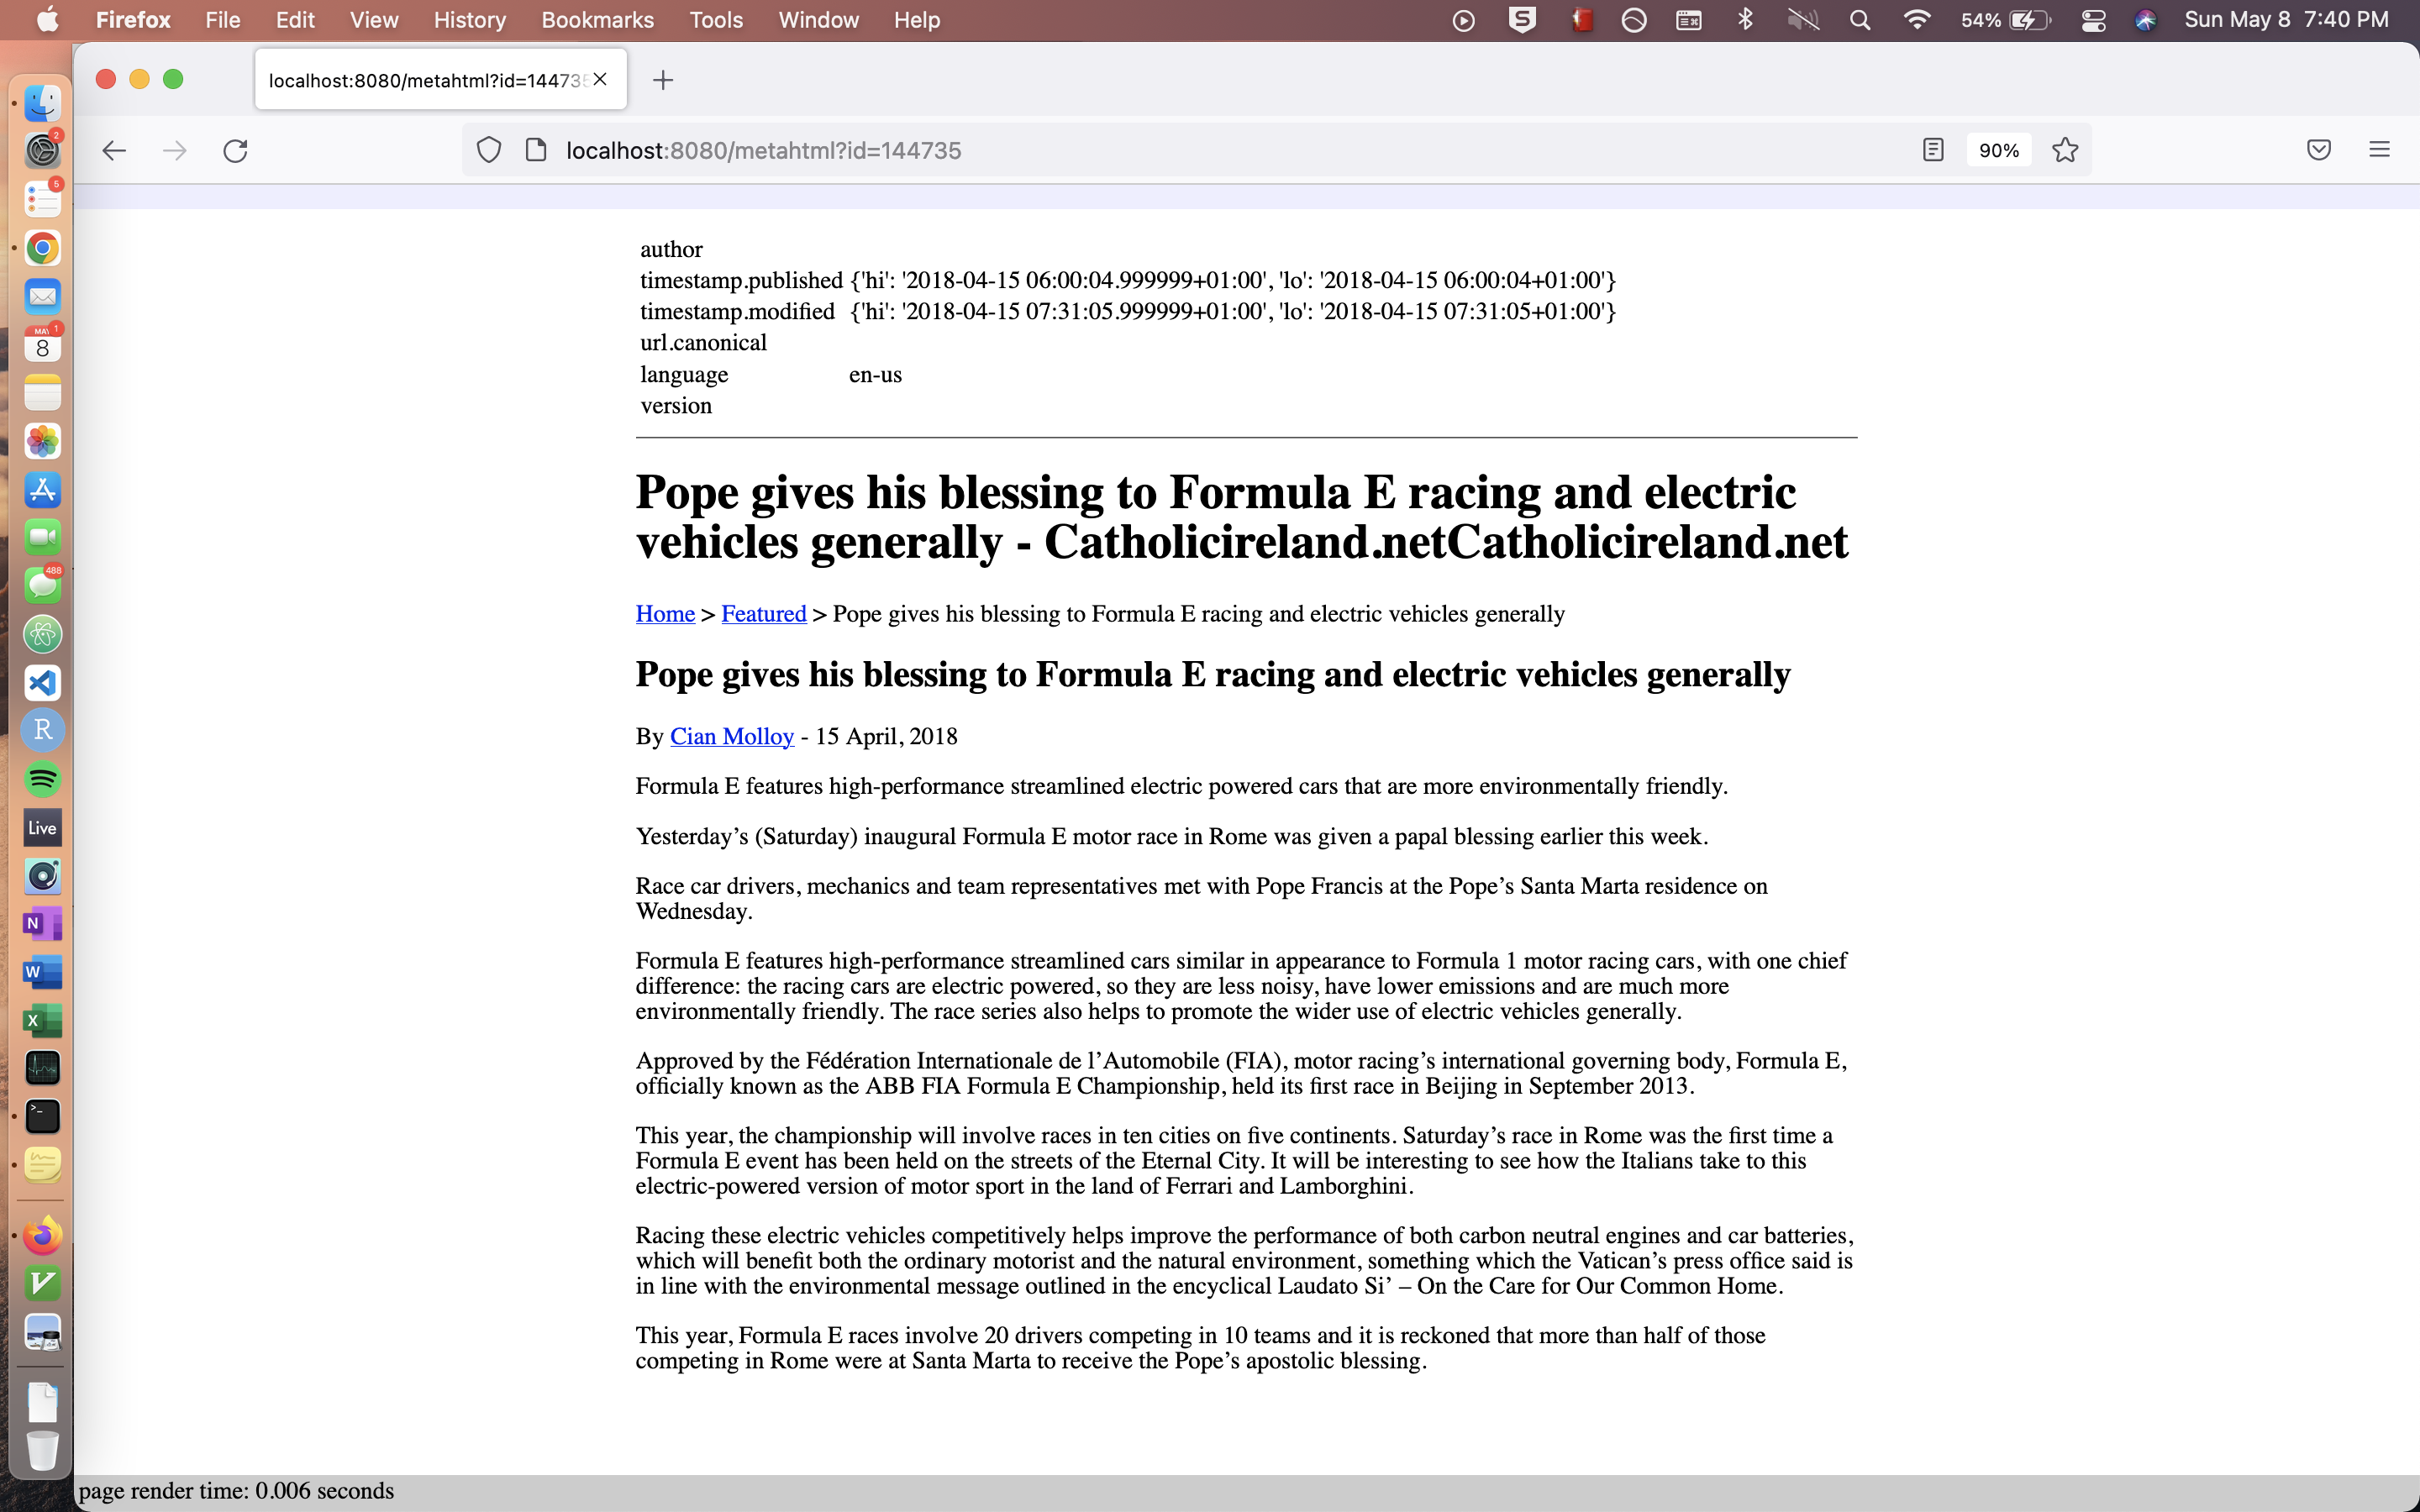 Firefox File Edit View History Bookmarks Tools Window Help 54% Sun May 8 7:40 PM
localhost:8080/metahtml?id=144735
localhost:8080/metahtml?id=144735 90%
author
timestamp.published {'hi': '2018-04-15 06:00:04.999999+01:00', 'lo': '2018-04-15 06:00:04+01:00'}
timestamp.modified {'hi': '2018-04-15 07:31:05.999999+01:00', 'lo': '2018-04-15 07:31:05+01:00'}
url.canonical
language en-us
version
Pope gives his blessing to Formula E racing and electric
vehicles generally - Catholicireland.netCatholicireland.net
Home > Featured > Pope gives his blessing to Formula E racing and electric vehicles generally
Pope gives his blessing to Formula E racing and electric vehicles generally
By Cian Molloy - 15 April, 2018
Formula E features high-performance streamlined electric powered cars that are more environmentally friendly.
Yesterday’s (Saturday) inaugural Formula E motor race in Rome was given a papal blessing earlier this week.
Race car drivers, mechanics and team representatives met with Pope Francis at the Pope’s Santa Marta residence on
Wednesday.
Formula E features high-performance streamlined cars similar in appearance to Formula 1 motor racing cars, with one chief
difference: the racing cars are electric powered, so they are less noisy, have lower emissions and are much more
environmentally friendly. The race series also helps to promote the wider use of electric vehicles generally.
Approved by the Fédération Internationale de l’Automobile (FIA), motor racing’s international governing body, Formula E,
officially known as the ABB FIA Formula E Championship, held its first race in Beijing in September 2013.
This year, the championship will involve races in ten cities on five continents. Saturday’s race in Rome was the first time a
Formula E event has been held on the streets of the Eternal City. It will be interesting to see how the Italians take to this
electric-powered version of motor sport in the land of Ferrari and Lamborghini.
Racing these electric vehicles competitively helps improve the performance of both carbon neutral engines and car batteries,
which will benefit both the ordinary motorist and the natural environment, something which the Vatican’s press office said is
in line with the environmental message outlined in the encyclical Laudato Si’ – On the Care for Our Common Home.
This year, Formula E races involve 20 drivers competing in 10 teams and it is reckoned that more than half of those
competing in Rome were at Santa Marta to receive the Pope’s apostolic blessing.
page render time: 0.006 seconds
2
5
MAY 1
8
488
R
Live
N
W
X